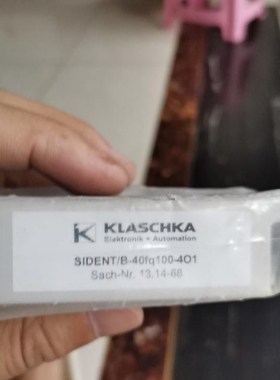 KLASCHKA
Elektronik • Automation
SIDENT/B-40fq100-4O1
Sach-Nr. 13.14-68